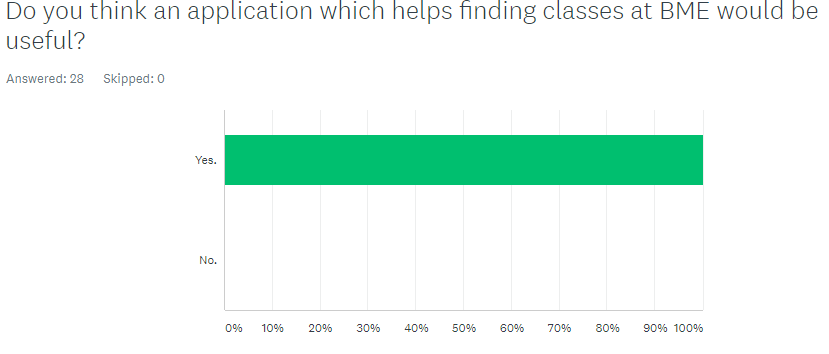 Do you think an application which helps finding classes at BME would be
useful?
Answered: 28 Skipped: 0
Yes.
No.
0% 10% 20% 30% 40% 50% 60% 70% 80% 90% 100%